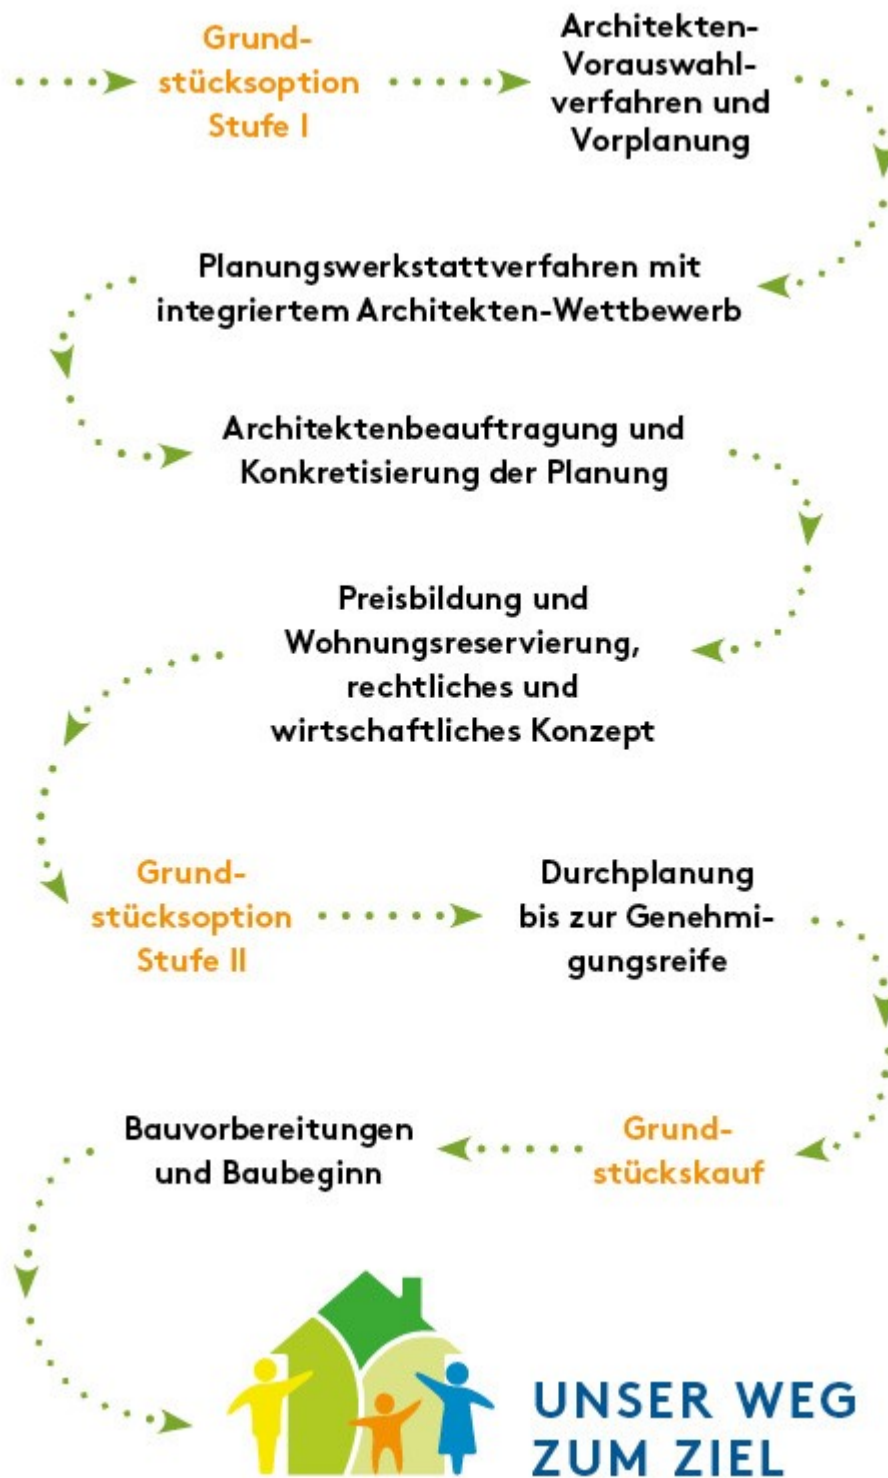 Grund-
stücksoption
Stufe I
Architekten-
Vorauswahl-
verfahren und
Vorplanung
Planungswerkstattverfahren mit
integriertem Architekten-Wettbewerb
Architektenbeauftragung und
Konkretisierung der Planung
Preisbildung und
Wohnungsreservierung,
rechtliches und
wirtschaftliches Konzept
Grund-
stücksoption
Stufe II
Durchplanung
bis zur Genehmi-
gungsreife
Grund-
stückskauf
Bauvorbereitungen
und Baubeginn
UNSER WEG
ZUM ZIEL